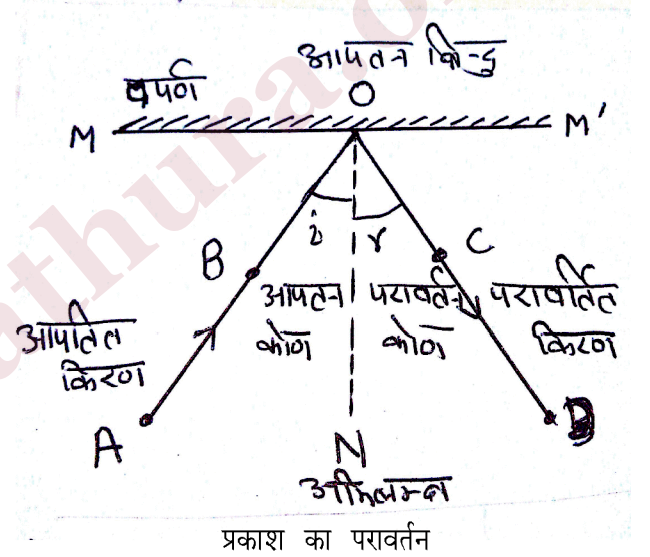 आपतन बिन्दु
दर्पण
O
M
M'
i
r
B
C
आपतन
कोण
परावर्तन
कोण
परावर्तित
किरण
आपतित
किरण
A
D
N
अभिलम्ब
प्रकाश का परावर्तन